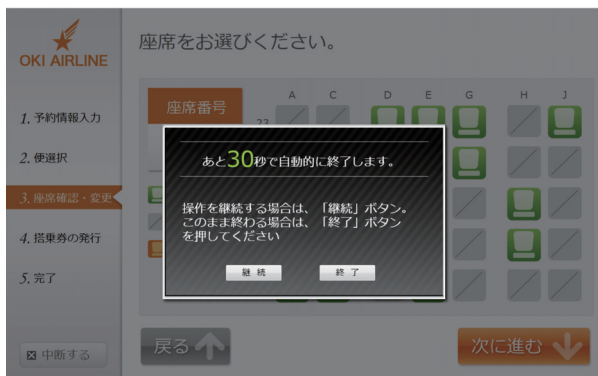 OKI AIRLINE
座席をお選びください。
1. 予約情報入力
2. 便選択
3. 座席確認・変更
4. 搭乗券の発行
5. 完了
中断する
座席番号
A C D E G H J
23
あと30秒で自動的に終了します。
操作を継続する場合は、「継続」ボタン。
このまま終わる場合は、「終了」ボタン
を押してください
継 続 終 了
戻る 次に進む